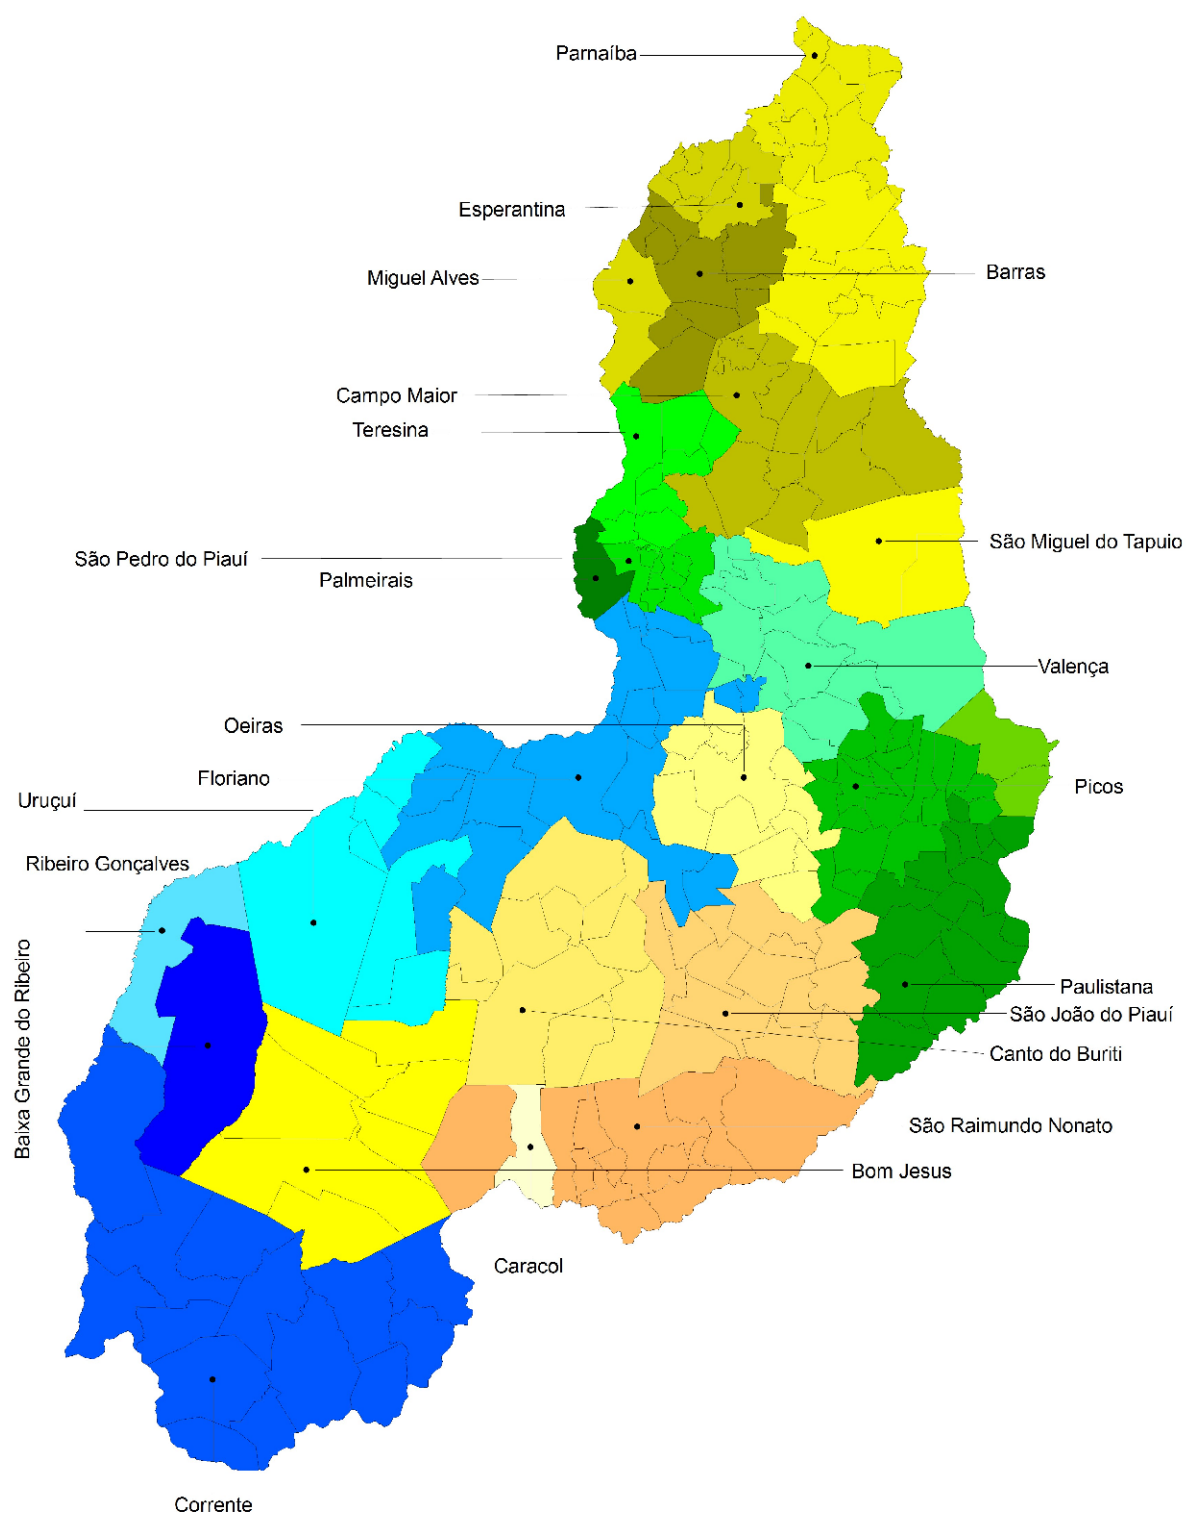 Parnaíba
Esperantina
Miguel Alves
Barras
Campo Maior
Teresina
São Miguel do Tapuio
São Pedro do Piauí
Palmeirais
Valença
Oeiras
Floriano
Picos
Uruçuí
Ribeiro Gonçalves
Baixa Grande do Ribeiro
Paulistana
São João do Piauí
Canto do Buriti
São Raimundo Nonato
Bom Jesus
Caracol
Corrente